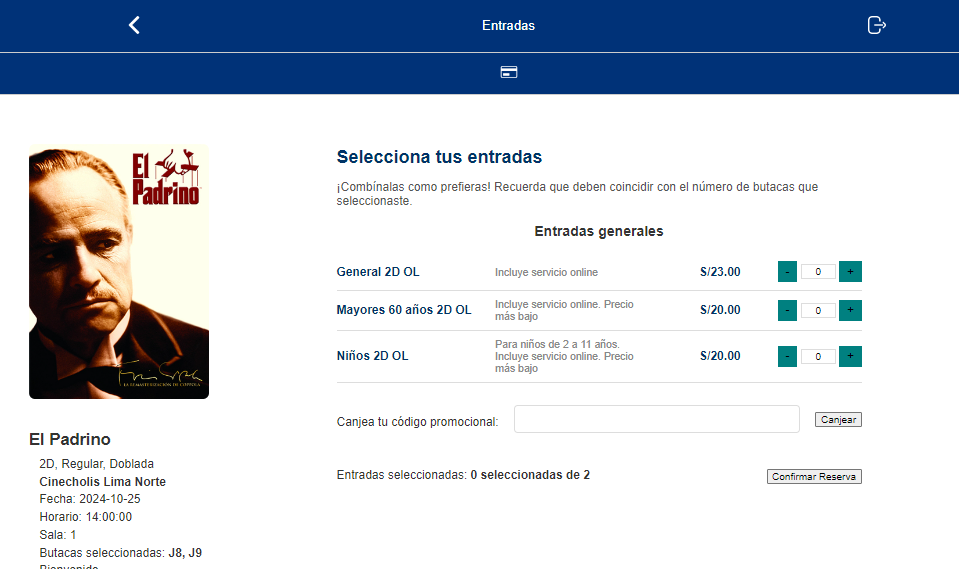 Entradas
El
Padrino
LA REMASTERIZACIÓN DE COPPOLA
El Padrino
2D, Regular, Doblada
Cinecholis Lima Norte
Fecha: 2024-10-25
Horario: 14:00:00
Sala: 1
Butacas seleccionadas: J8, J9
Bienvenido
Selecciona tus entradas
¡Combínalas como prefieras! Recuerda que deben coincidir con el número de butacas que
seleccionaste.
Entradas generales
General 2D OL Incluye servicio online S/23.00 - 0 +
Mayores 60 años 2D OL Incluye servicio online. Precio
más bajo S/20.00 - 0 +
Niños 2D OL Para niños de 2 a 11 años.
Incluye servicio online. Precio
más bajo S/20.00 - 0 +
Canjea tu código promocional: Canjear
Entradas seleccionadas: 0 seleccionadas de 2 Confirmar Reserva